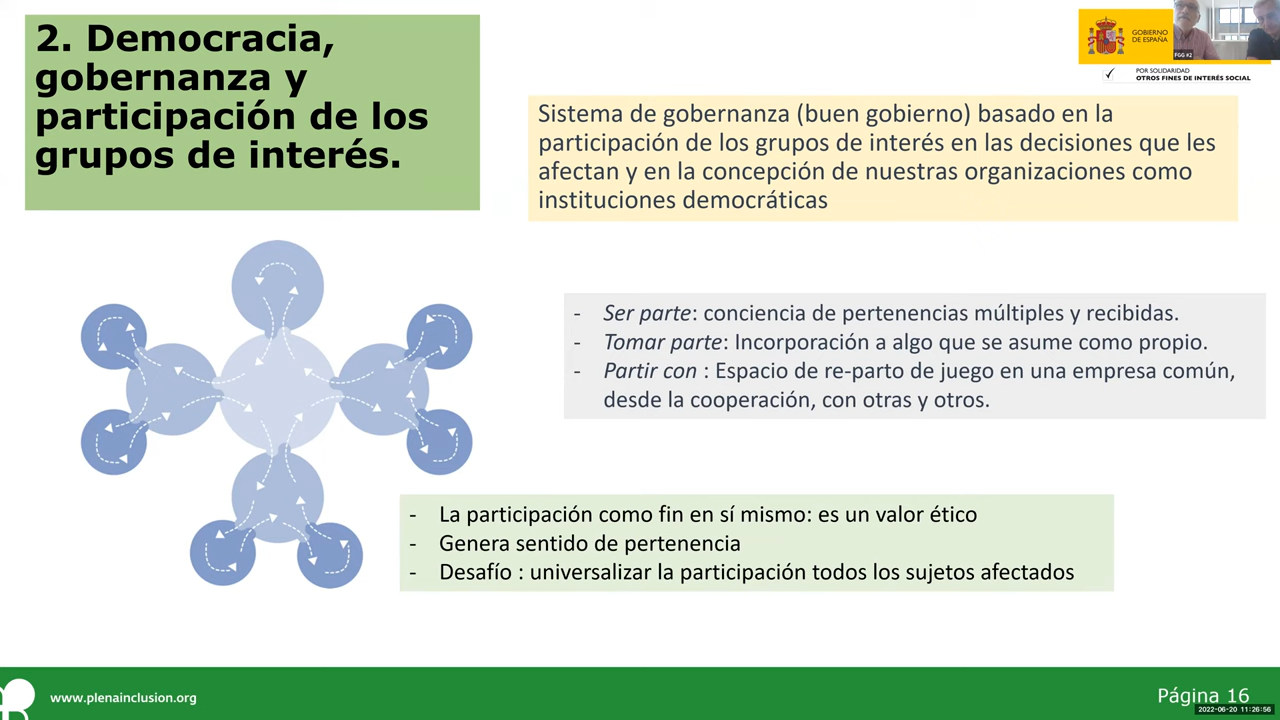 2. Democracia,
gobernanza y
participación de los
grupos de interés.
GOBIERNO
DE ESPAÑA
FGG #2
POR SOLIDARIDAD
OTROS FINES DE INTERÉS SOCIAL
Sistema de gobernanza (buen gobierno) basado en la
participación de los grupos de interés en las decisiones que les
afectan y en la concepción de nuestras organizaciones como
instituciones democráticas
- Ser parte: conciencia de pertenencias múltiples y recibidas.
- Tomar parte: Incorporación a algo que se asume como propio.
- Partir con : Espacio de re-parto de juego en una empresa común,
desde la cooperación, con otras y otros.
- La participación como fin en sí mismo: es un valor ético
- Genera sentido de pertenencia
- Desafío : universalizar la participación todos los sujetos afectados
www.plenainclusion.org
Página 16
2022-06-20 11:26:56